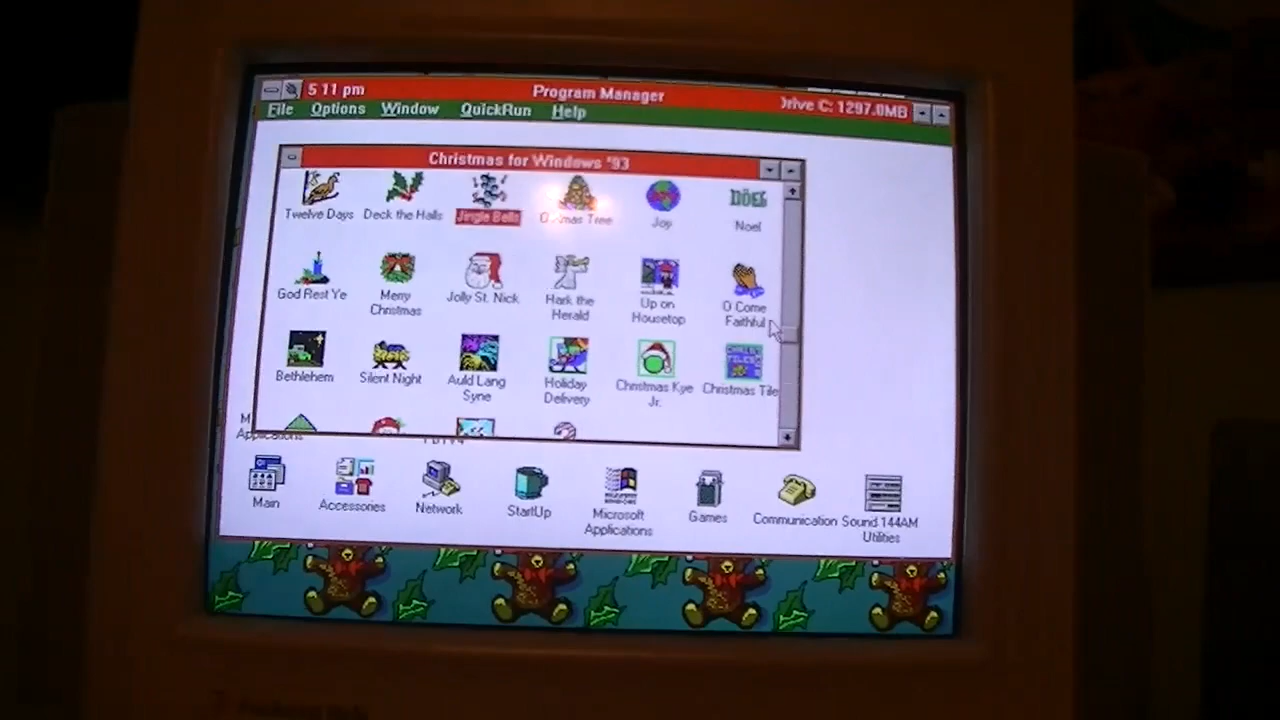 5 11 pm Program Manager Drive C: 1297.0MB
File Options Window QuickRun Help
Christmas for Windows '93
Twelve Days Deck the Halls Jingle Bells Tree Joy Noel
NOEL
God Rest Ye Merry Christmas Jolly St. Nick Hark the Herald Up on Housetop O Come Faithful
Bethlehem Silent Night Auld Lang Syne Holiday Delivery Christmas Kye Jr. Christmas Tile
Applications
Main Accessories Network StartUp Microsoft Applications Games Communication Sound 144AM Utilities